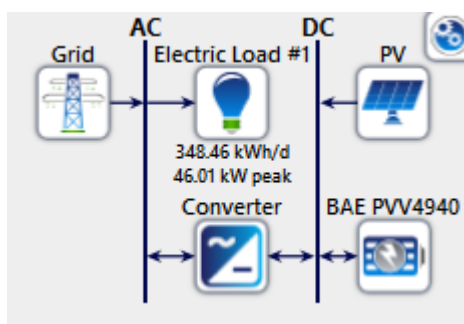 AC DC
Grid Electric Load #1 PV
348.46 kWh/d
46.01 kW peak
Converter BAE PVV4940